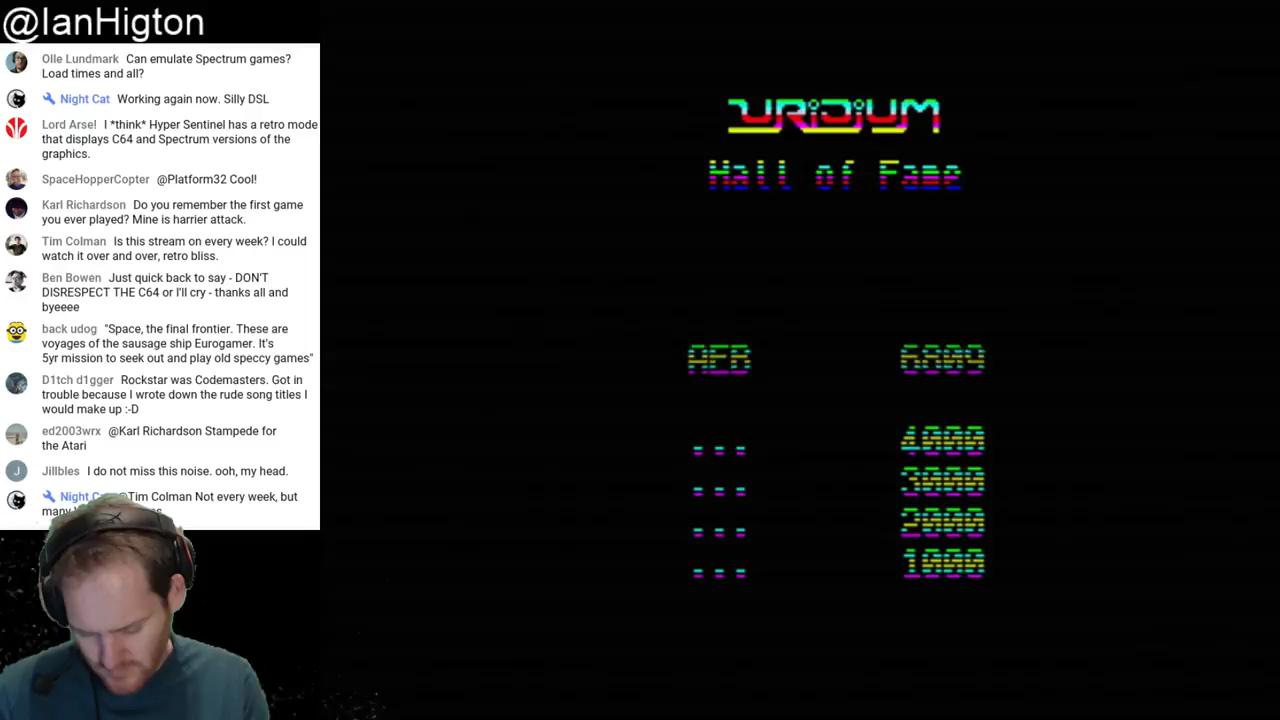 @IanHigton
Olle Lundmark Can emulate Spectrum games?
Load times and all?
Night Cat Working again now. Silly DSL
Lord Arse! I *think* Hyper Sentinel has a retro mode
that displays C64 and Spectrum versions of the
graphics.
SpaceHopperCopter @Platform32 Cool!
Karl Richardson Do you remember the first game
you ever played? Mine is harrier attack.
Tim Colman Is this stream on every week? I could
watch it over and over, retro bliss.
Ben Bowen Just quick back to say - DON'T
DISRESPECT THE C64 or I'll cry - thanks all and
byeeee
back udog "Space, the final frontier. These are
voyages of the sausage ship Eurogamer. It's
5yr mission to seek out and play old speccy games"
D1tch d1gger Rockstar was Codemasters. Got in
trouble because I wrote down the rude song titles I
would make up :-D
ed2003wrx @Karl Richardson Stampede for
the Atari
J
Jillbles I do not miss this noise. ooh, my head.
Night @Tim Colman Not every week, but
URIDIUM
Hall of Fame
... 4000
... 3000
... 2000
... 1000